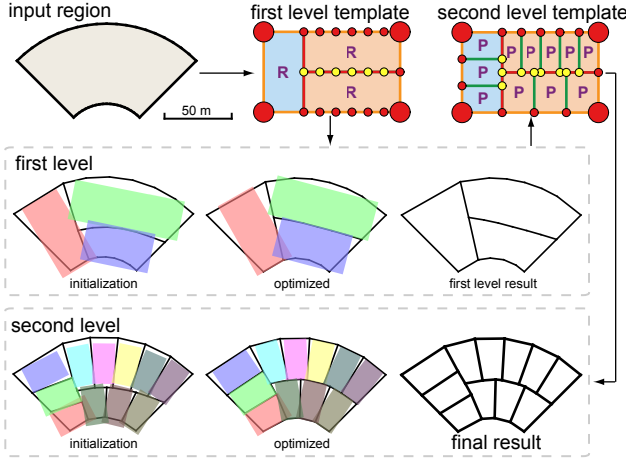 input region
first level template
second level template
R
R
R
P
P
P
P
P
P
P
P
P
P
50 m
first level
initialization
optimized
first level result
second level
initialization
optimized
final result